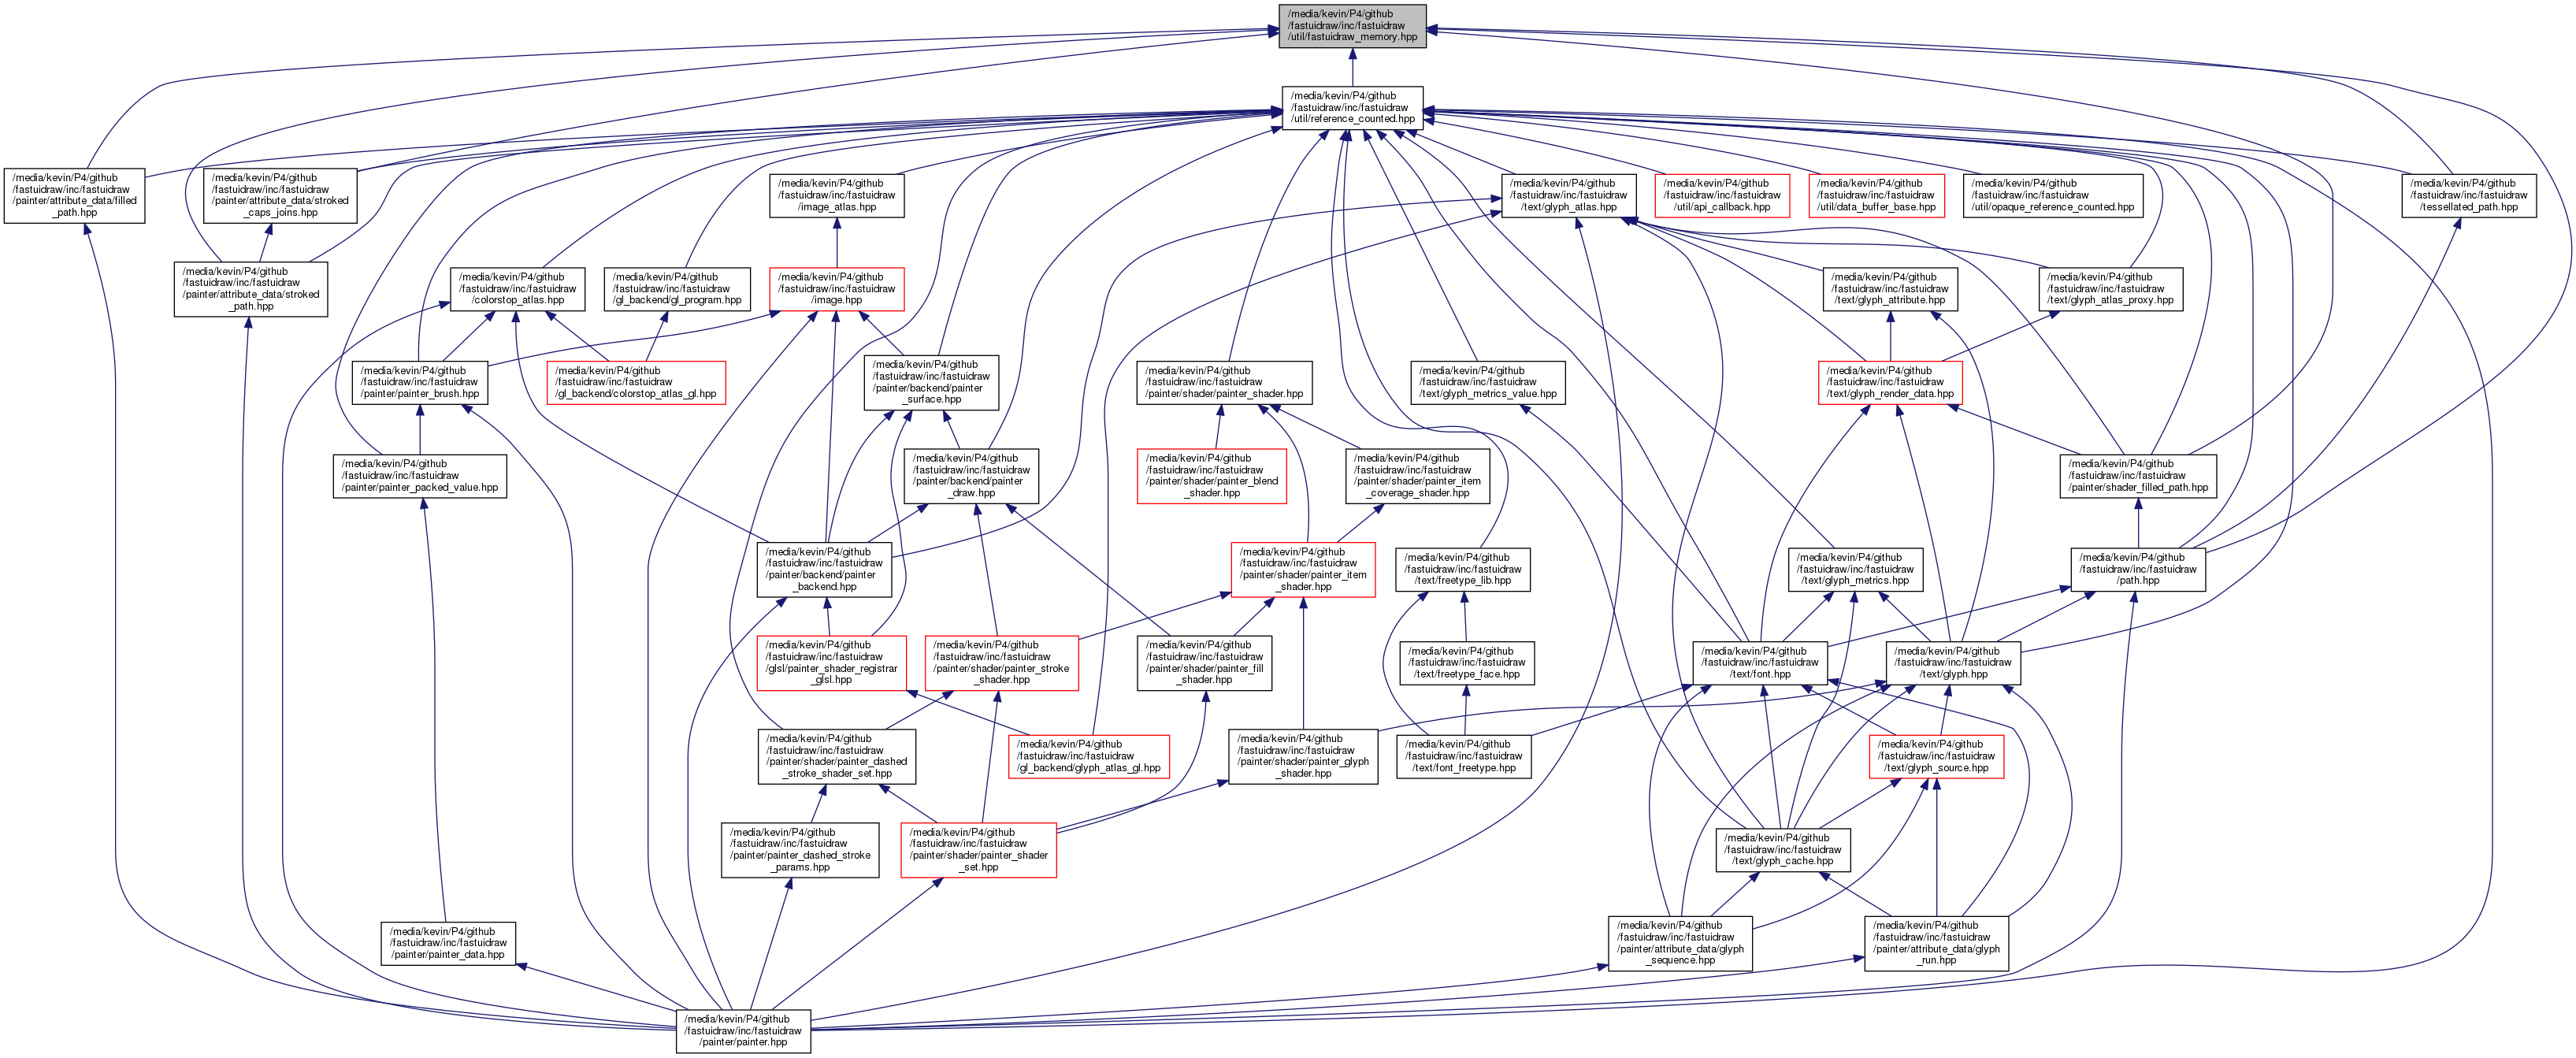 /media/kevin/P4/github
/fastuidraw/inc/fastuidraw
/util/fastuidraw_memory.hpp
/media/kevin/P4/github
/fastuidraw/inc/fastuidraw
/util/reference_counted.hpp
/media/kevin/P4/github
/fastuidraw/inc/fastuidraw
/painter/attribute_data/filled
_path.hpp
/media/kevin/P4/github
/fastuidraw/inc/fastuidraw
/painter/attribute_data/stroked
_caps_joins.hpp
/media/kevin/P4/github
/fastuidraw/inc/fastuidraw
/image_atlas.hpp
/media/kevin/P4/github
/fastuidraw/inc/fastuidraw
/text/glyph_atlas.hpp
/media/kevin/P4/github
/fastuidraw/inc/fastuidraw
/util/api_callback.hpp
/media/kevin/P4/github
/fastuidraw/inc/fastuidraw
/util/data_buffer_base.hpp
/media/kevin/P4/github
/fastuidraw/inc/fastuidraw
/util/opaque_reference_counted.hpp
/media/kevin/P4/github
/fastuidraw/inc/fastuidraw
/tessellated_path.hpp
/media/kevin/P4/github
/fastuidraw/inc/fastuidraw
/painter/attribute_data/stroked
_path.hpp
/media/kevin/P4/github
/fastuidraw/inc/fastuidraw
/colorstop_atlas.hpp
/media/kevin/P4/github
/fastuidraw/inc/fastuidraw
/gl_backend/gl_program.hpp
/media/kevin/P4/github
/fastuidraw/inc/fastuidraw
/image.hpp
/media/kevin/P4/github
/fastuidraw/inc/fastuidraw
/text/glyph_attribute.hpp
/media/kevin/P4/github
/fastuidraw/inc/fastuidraw
/text/glyph_atlas_proxy.hpp
/media/kevin/P4/github
/fastuidraw/inc/fastuidraw
/painter/painter_brush.hpp
/media/kevin/P4/github
/fastuidraw/inc/fastuidraw
/gl_backend/colorstop_atlas_gl.hpp
/media/kevin/P4/github
/fastuidraw/inc/fastuidraw
/painter/backend/painter
_surface.hpp
/media/kevin/P4/github
/fastuidraw/inc/fastuidraw
/painter/shader/painter_shader.hpp
/media/kevin/P4/github
/fastuidraw/inc/fastuidraw
/text/glyph_metrics_value.hpp
/media/kevin/P4/github
/fastuidraw/inc/fastuidraw
/text/glyph_render_data.hpp
/media/kevin/P4/github
/fastuidraw/inc/fastuidraw
/painter/painter_packed_value.hpp
/media/kevin/P4/github
/fastuidraw/inc/fastuidraw
/painter/backend/painter
_draw.hpp
/media/kevin/P4/github
/fastuidraw/inc/fastuidraw
/painter/shader/painter_blend
_shader.hpp
/media/kevin/P4/github
/fastuidraw/inc/fastuidraw
/painter/shader/painter_item
_coverage_shader.hpp
/media/kevin/P4/github
/fastuidraw/inc/fastuidraw
/painter/shader_filled_path.hpp
/media/kevin/P4/github
/fastuidraw/inc/fastuidraw
/painter/backend/painter
_backend.hpp
/media/kevin/P4/github
/fastuidraw/inc/fastuidraw
/painter/shader/painter_item
_shader.hpp
/media/kevin/P4/github
/fastuidraw/inc/fastuidraw
/text/freetype_lib.hpp
/media/kevin/P4/github
/fastuidraw/inc/fastuidraw
/text/glyph_metrics.hpp
/media/kevin/P4/github
/fastuidraw/inc/fastuidraw
/path.hpp
/media/kevin/P4/github
/fastuidraw/inc/fastuidraw
/glsl/painter_shader_registrar
_glsl.hpp
/media/kevin/P4/github
/fastuidraw/inc/fastuidraw
/painter/shader/painter_stroke
_shader.hpp
/media/kevin/P4/github
/fastuidraw/inc/fastuidraw
/painter/shader/painter_fill
_shader.hpp
/media/kevin/P4/github
/fastuidraw/inc/fastuidraw
/text/freetype_face.hpp
/media/kevin/P4/github
/fastuidraw/inc/fastuidraw
/text/font.hpp
/media/kevin/P4/github
/fastuidraw/inc/fastuidraw
/text/glyph.hpp
/media/kevin/P4/github
/fastuidraw/inc/fastuidraw
/painter/shader/painter_dashed
_stroke_shader_set.hpp
/media/kevin/P4/github
/fastuidraw/inc/fastuidraw
/gl_backend/glyph_atlas_gl.hpp
/media/kevin/P4/github
/fastuidraw/inc/fastuidraw
/painter/shader/painter_glyph
_shader.hpp
/media/kevin/P4/github
/fastuidraw/inc/fastuidraw
/text/font_freetype.hpp
/media/kevin/P4/github
/fastuidraw/inc/fastuidraw
/text/glyph_source.hpp
/media/kevin/P4/github
/fastuidraw/inc/fastuidraw
/painter/painter_dashed_stroke
_params.hpp
/media/kevin/P4/github
/fastuidraw/inc/fastuidraw
/painter/shader/painter_shader
_set.hpp
/media/kevin/P4/github
/fastuidraw/inc/fastuidraw
/text/glyph_cache.hpp
/media/kevin/P4/github
/fastuidraw/inc/fastuidraw
/painter/painter_data.hpp
/media/kevin/P4/github
/fastuidraw/inc/fastuidraw
/painter/attribute_data/glyph
_sequence.hpp
/media/kevin/P4/github
/fastuidraw/inc/fastuidraw
/painter/attribute_data/glyph
_run.hpp
/media/kevin/P4/github
/fastuidraw/inc/fastuidraw
/painter/painter.hpp